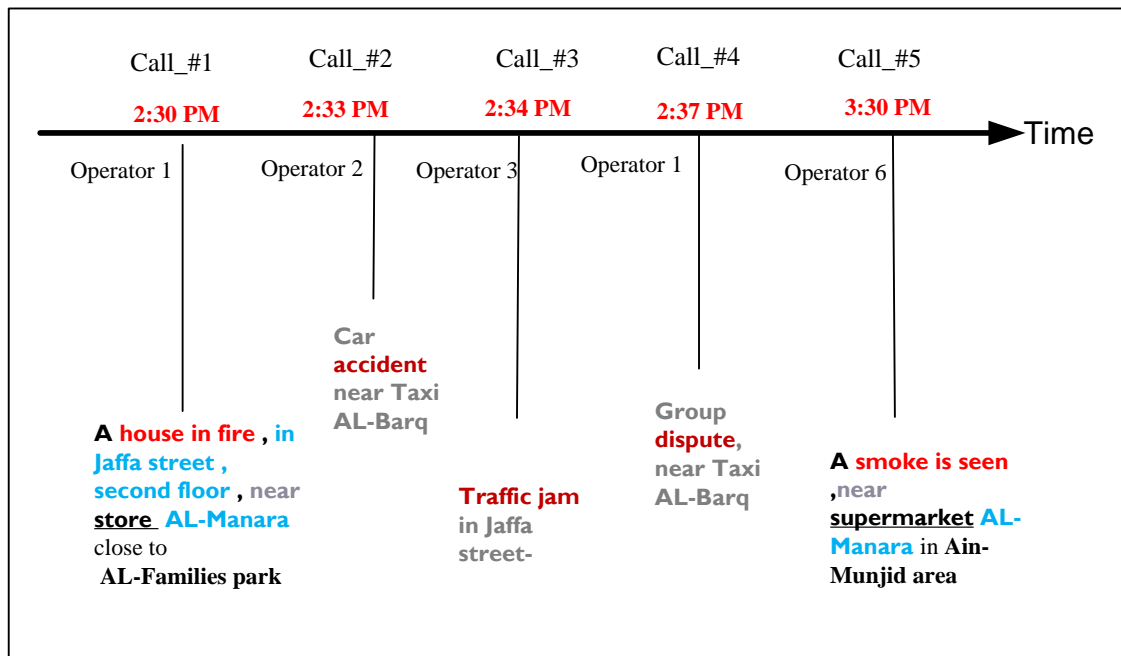 Call_#1
Call_#2
Call_#3
Call_#4
Call_#5
2:30 PM
2:33 PM
2:34 PM
2:37 PM
3:30 PM
Time
Operator 1
Operator 2
Operator 3
Operator 1
Operator 6
A house in fire , in
Jaffa street ,
second floor , near
store AL-Manara
close to
AL-Families park
Car
accident
near Taxi
AL-Barq
Traffic jam
in Jaffa
street-
Group
dispute,
near Taxi
AL-Barq
A smoke is seen
,near
supermarket AL-
Manara in Ain-
Munjid area